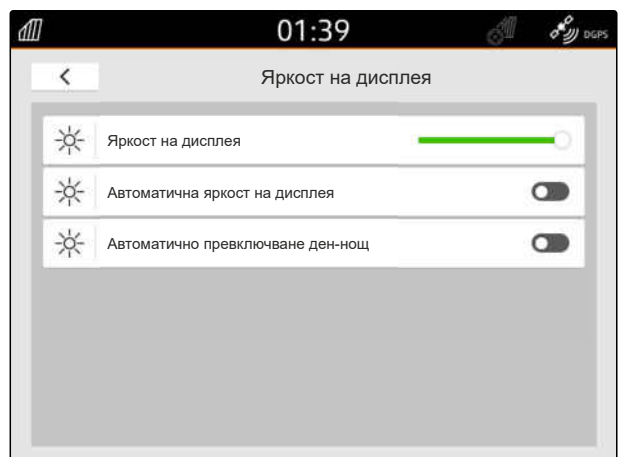 01:39
DGPS
Яркост на дисплея
Яркост на дисплея
Автоматична яркост на дисплея
Автоматично превключване ден-нощ